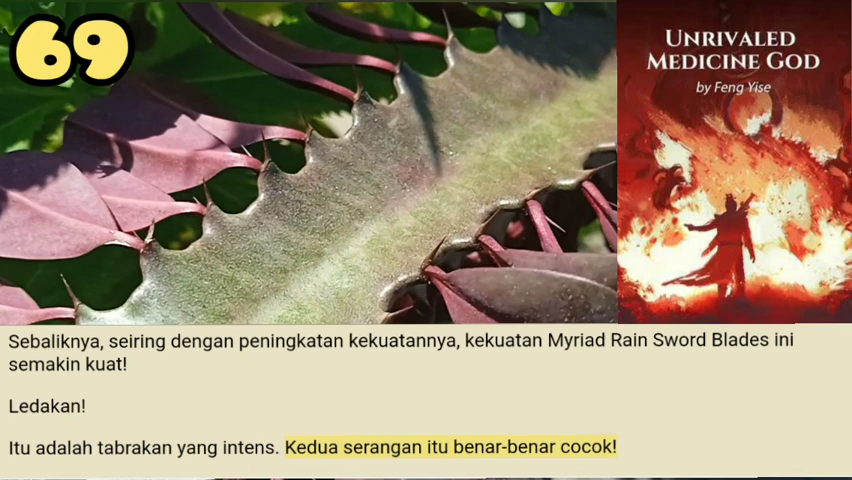 69
UNRIVALED
MEDICINE GOD
by Feng Yise
Sebaliknya, seiring dengan peningkatan kekuatannya, kekuatan Myriad Rain Sword Blades ini
semakin kuat!
Ledakan!
Itu adalah tabrakan yang intens. Kedua serangan itu benar-benar cocok!